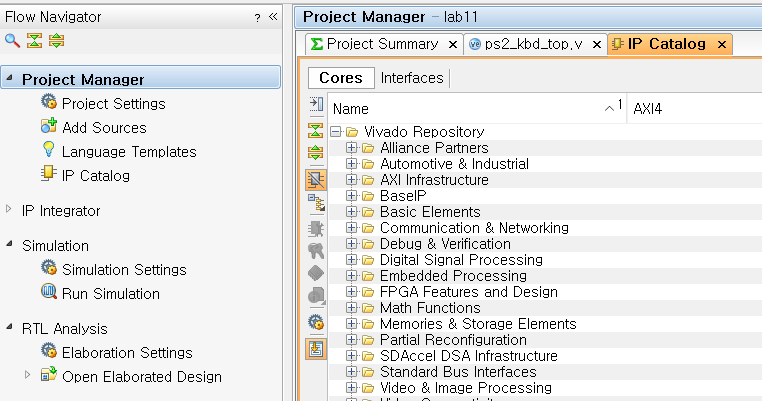 Flow Navigator ? «
Project Manager
Project Settings
Add Sources
Language Templates
IP Catalog
IP Integrator
Simulation
Simulation Settings
Run Simulation
RTL Analysis
Elaboration Settings
Open Elaborated Design
Project Manager - lab11
Σ Project Summary × ps2_kbd_top.v × IP Catalog ×
Cores Interfaces
Name 1 AXI4
Vivado Repository
Alliance Partners
Automotive & Industrial
AXI Infrastructure
BaseIP
Basic Elements
Communication & Networking
Debug & Verification
Digital Signal Processing
Embedded Processing
FPGA Features and Design
Math Functions
Memories & Storage Elements
Partial Reconfiguration
SDAccel DSA Infrastructure
Standard Bus Interfaces
Video & Image Processing